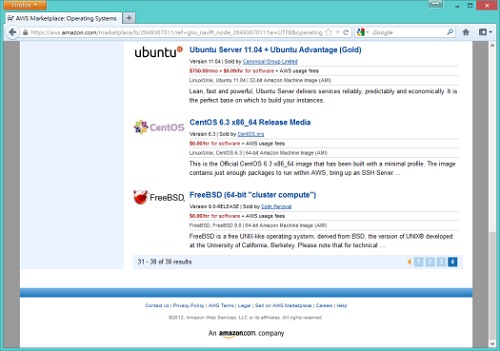 Firefox
AWS Marketplace: Operating Systems
https://aws.amazon.com/marketplace/b/2649307011/ref=gtw_navlft_node_2649307011?ie=UTF8&operating
Google
ubuntu
Ubuntu Server 11.04 + Ubuntu Advantage (Gold)
Version 11.04 | Sold by Canonical Group Limited
for software + AWS usage fees
Linux/Unix, Ubuntu 11.04 | 32-bit Amazon Machine Image (AMI)
Lean, fast and powerful, Ubuntu Server delivers services reliably, predictably and economically. It is
the perfect base on which to build your instances.
CentOS
CentOS 6.3 x86_64 Release Media
Version 6.3 | Sold by CentOS.org
$0.00/hr for software + AWS usage fees
Linux/Unix, CentOS 6.3 | 64-bit Amazon Machine Image (AMI)
This is the Official CentOS 6.3 x86_64 image that has been built with a minimal profile. The image
contains just enough packages to run within AWS, bring up an SSH Server ...
FreeBSD
FreeBSD (64-bit "cluster compute")
Version 9.0-RELEASE | Sold by Colin Percival
$0.00/hr for software + AWS usage fees
FreeBSD, FreeBSD 9.0 | 64-bit Amazon Machine Image (AMI)
FreeBSD is a free UNIX-like operating system, derived from BSD, the version of UNIX® developed
at the University of California, Berkeley. Please note that for technical ...
31 - 38 of 38 results
1 2 3 4
Contact Us | Privacy Policy | AWS Terms | Legal | Sell on AWS Marketplace | Careers | Help
©2012, Amazon Web Services, LLC or its affiliates. All rights reserved.
An amazon.com. company